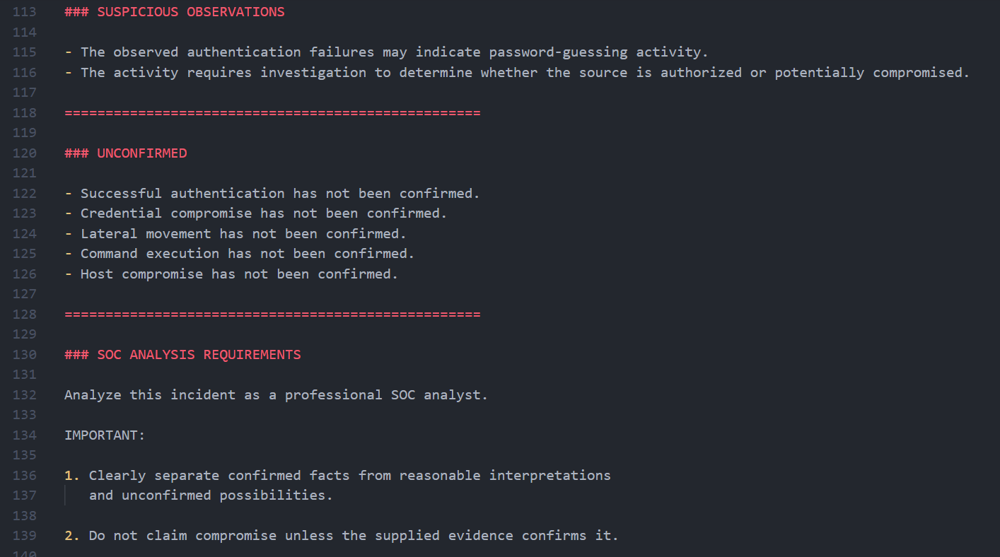 113 ### SUSPICIOUS OBSERVATIONS
114
115 - The observed authentication failures may indicate password-guessing activity.
116 - The activity requires investigation to determine whether the source is authorized or potentially compromised.
117
118 ===================================================
119
120 ### UNCONFIRMED
121
122 - Successful authentication has not been confirmed.
123 - Credential compromise has not been confirmed.
124 - Lateral movement has not been confirmed.
125 - Command execution has not been confirmed.
126 - Host compromise has not been confirmed.
127
128 ===================================================
129
130 ### SOC ANALYSIS REQUIREMENTS
131
132 Analyze this incident as a professional SOC analyst.
133
134 IMPORTANT:
135
136 1. Clearly separate confirmed facts from reasonable interpretations
137 and unconfirmed possibilities.
138
139 2. Do not claim compromise unless the supplied evidence confirms it.
140